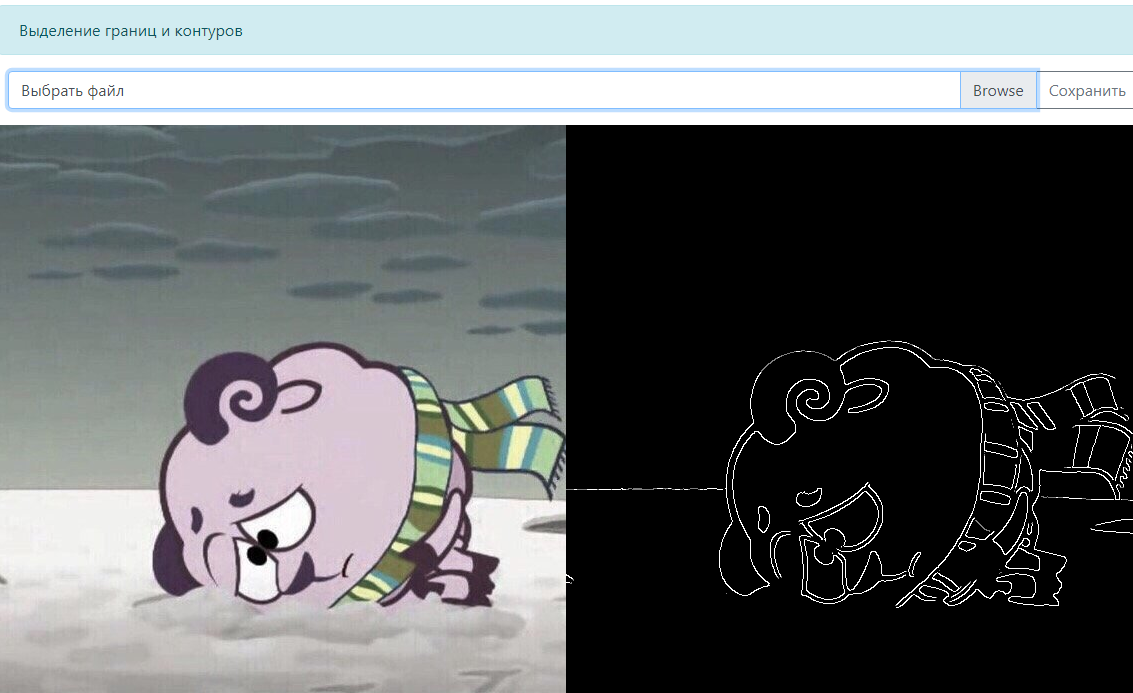 Выделение границ и контуров
Выбрать файл Browse Сохранить